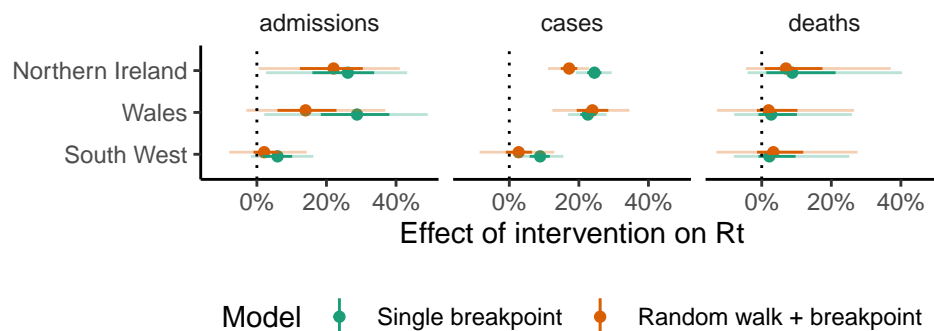 admissions cases deaths
Northern Ireland
Wales
South West
0% 20% 40% 0% 20% 40% 0% 20% 40%
Effect of intervention on Rt
Model Single breakpoint Random walk + breakpoint